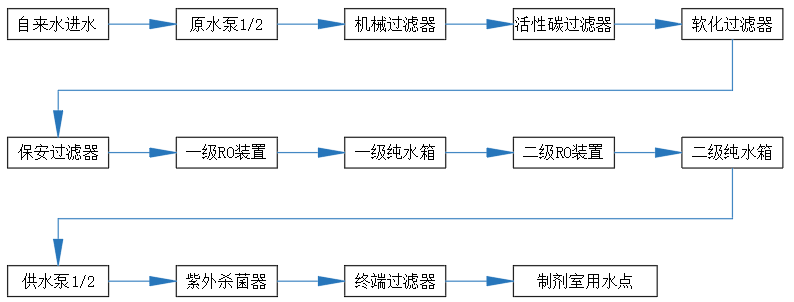 自来水进水
原水泵1/2
机械过滤器
活性碳过滤器
软化过滤器
保安过滤器
一级RO装置
一级纯水箱
二级RO装置
二级纯水箱
供水泵1/2
紫外杀菌器
终端过滤器
制剂室用水点